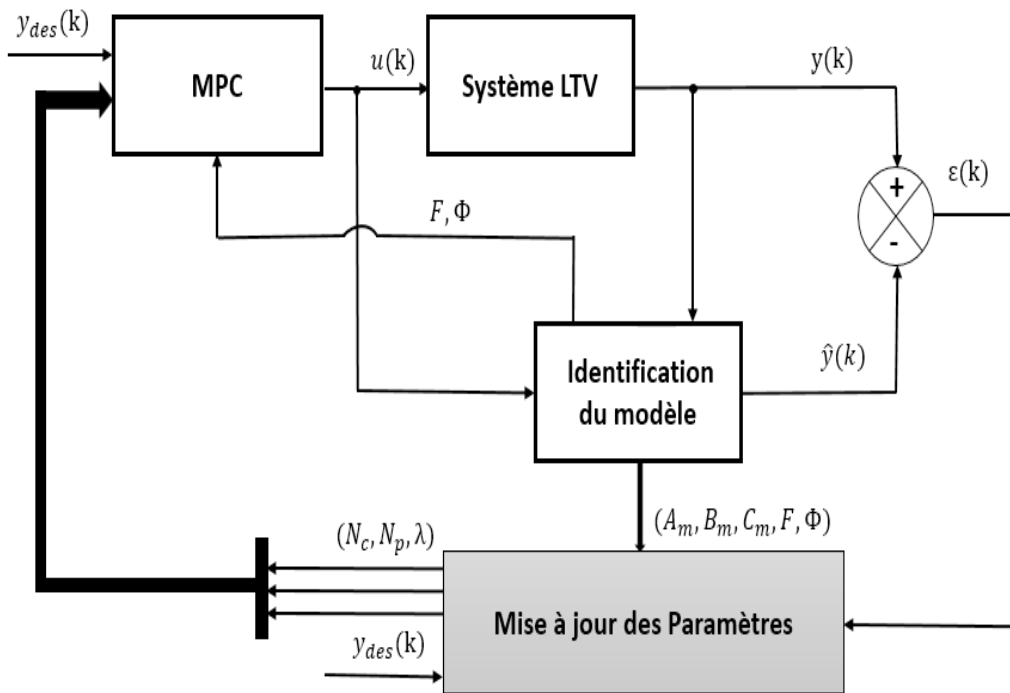 y_des(k)
MPC
u(k)
Système LTV
y(k)
+
-
ε(k)
F, Φ
Identification
du modèle
ŷ(k)
(A_m, B_m, C_m, F, Φ)
(N_c, N_p, λ)
Mise à jour des Paramètres
y_des(k)